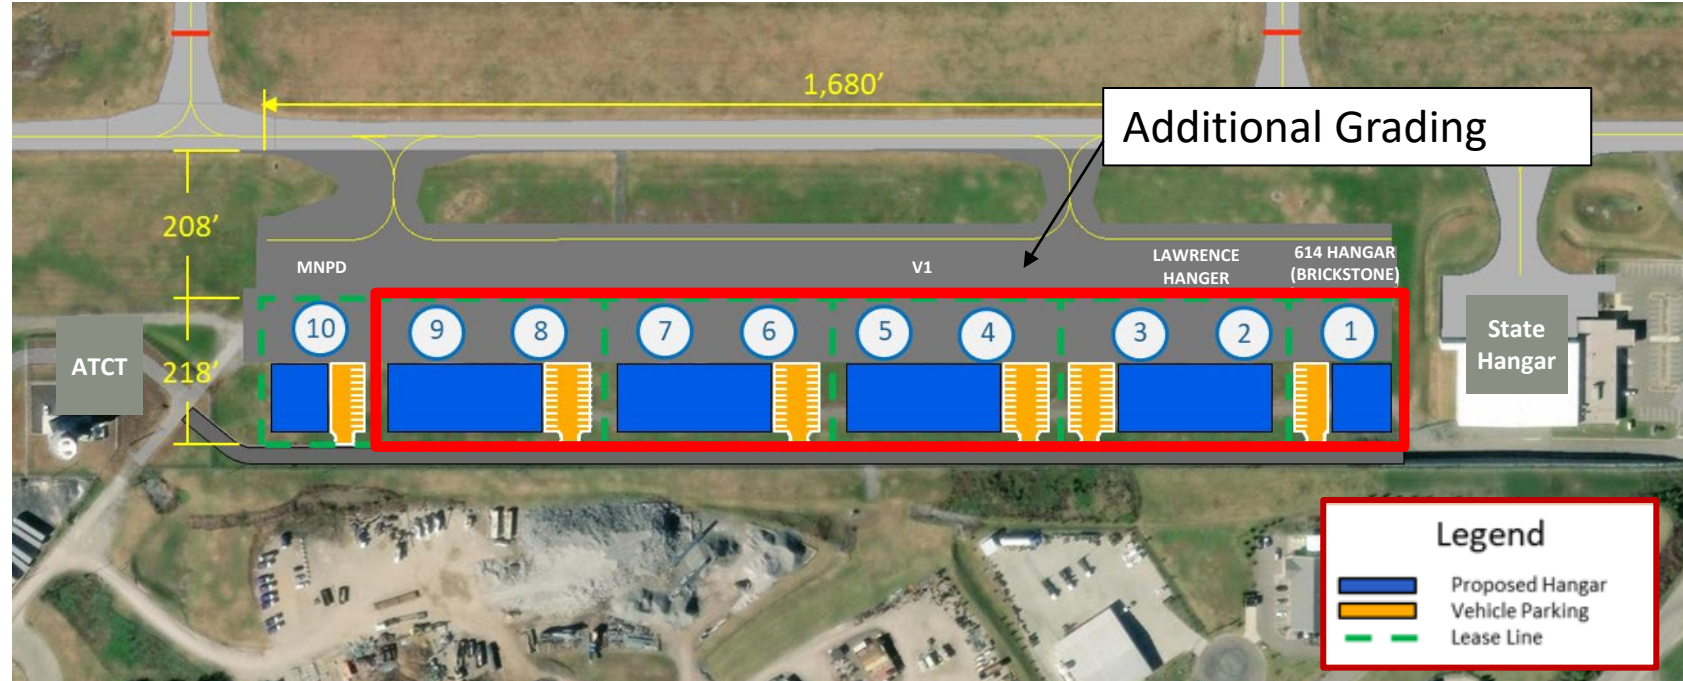 1,680’
Additional Grading
208’
MNPD
V1
LAWRENCE
HANGER
614 HANGAR
(BRICKSTONE)
10
9
8
7
6
5
4
3
2
1
State
Hangar
ATCT
218’
Legend
Proposed Hangar
Vehicle Parking
Lease Line